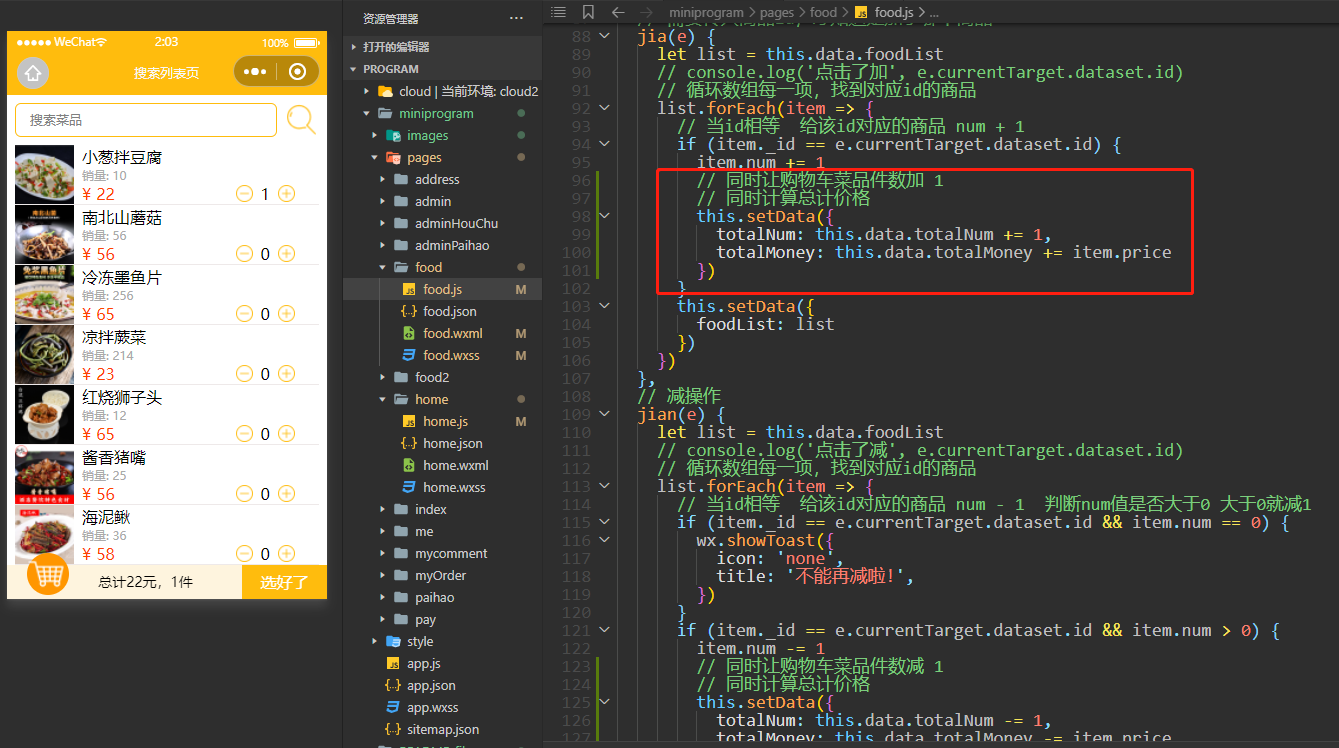 WeChat
2:03
100%
搜索列表页
搜索菜品
小葱拌豆腐
销量: 10
¥ 22
1
南北山蘑菇
销量: 56
¥ 56
0
冷冻墨鱼片
销量: 256
¥ 65
0
凉拌蕨菜
销量: 214
¥ 23
0
红烧狮子头
销量: 12
¥ 65
0
酱香猪嘴
销量: 25
¥ 56
0
海泥鳅
销量: 36
¥ 58
0
总计22元，1件
选好了
资源管理器
打开的编辑器
PROGRAM
cloud | 当前环境: cloud2
miniprogram
images
pages
address
admin
adminHouChu
adminPaihao
food
food.js M
food.json
food.wxml M
food.wxss M
food2
home
home.js M
home.json
home.wxml
home.wxss
index
me
mycomment
myOrder
paihao
pay
style
app.js
app.json
app.wxss
sitemap.json
miniprogram > pages > food > food.js > ...
88 jia(e) {
89 let list = this.data.foodList
90 // console.log('点击了加', e.currentTarget.dataset.id)
91 // 循环数组每一项，找到对应id的商品
92 list.forEach(item => {
93 // 当id相等  给该id对应的商品 num + 1
94 if (item._id == e.currentTarget.dataset.id) {
95 item.num += 1
96 // 同时让购物车菜品件数加 1
97 // 同时计算总计价格
98 this.setData({
99 totalNum: this.data.totalNum += 1,
100 totalMoney: this.data.totalMoney += item.price
101 })
102 }
103 this.setData({
104 foodList: list
105 })
106 })
107 },
108 // 减操作
109 jian(e) {
110 let list = this.data.foodList
111 // console.log('点击了减', e.currentTarget.dataset.id)
112 // 循环数组每一项，找到对应id的商品
113 list.forEach(item => {
114 // 当id相等  给该id对应的商品 num - 1  判断num值是否大于0 大于0就减1
115 if (item._id == e.currentTarget.dataset.id && item.num == 0) {
116 wx.showToast({
117 icon: 'none',
118 title: '不能再减啦!',
119 })
120 }
121 if (item._id == e.currentTarget.dataset.id && item.num > 0) {
122 item.num -= 1
123 // 同时让购物车菜品件数减 1
124 // 同时计算总计价格
125 this.setData({
126 totalNum: this.data.totalNum -= 1,
127 totalMoney: this.data.totalMoney -= item.price